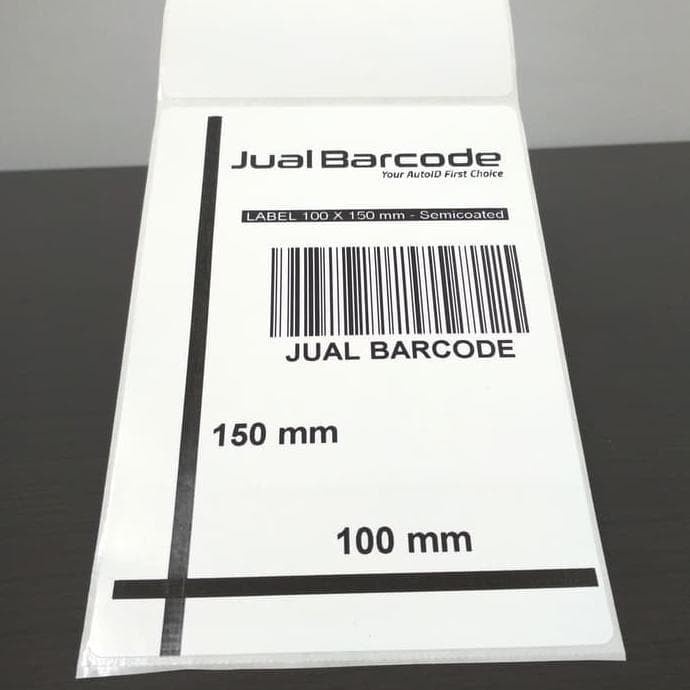 Jual Barcode
Your AutoID First Choice
LABEL 100 X 150 mm - Semicoated
JUAL BARCODE
150 mm
100 mm